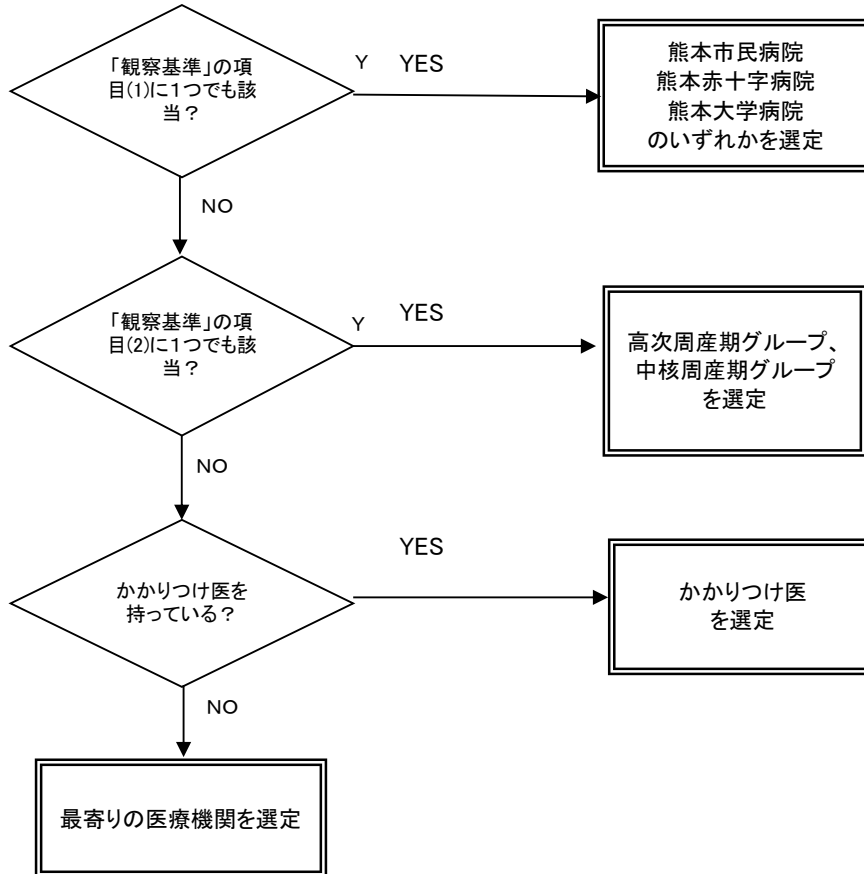 「観察基準」の項
目(1)に１つでも該
当？
Y YES
熊本市民病院
熊本赤十字病院
熊本大学病院
のいずれかを選定
NO
「観察基準」の項
目(2)に１つでも該
当？
Y YES
高次周産期グループ、
中核周産期グループ
を選定
NO
かかりつけ医を
持っている？
YES
かかりつけ医
を選定
NO
最寄りの医療機関を選定